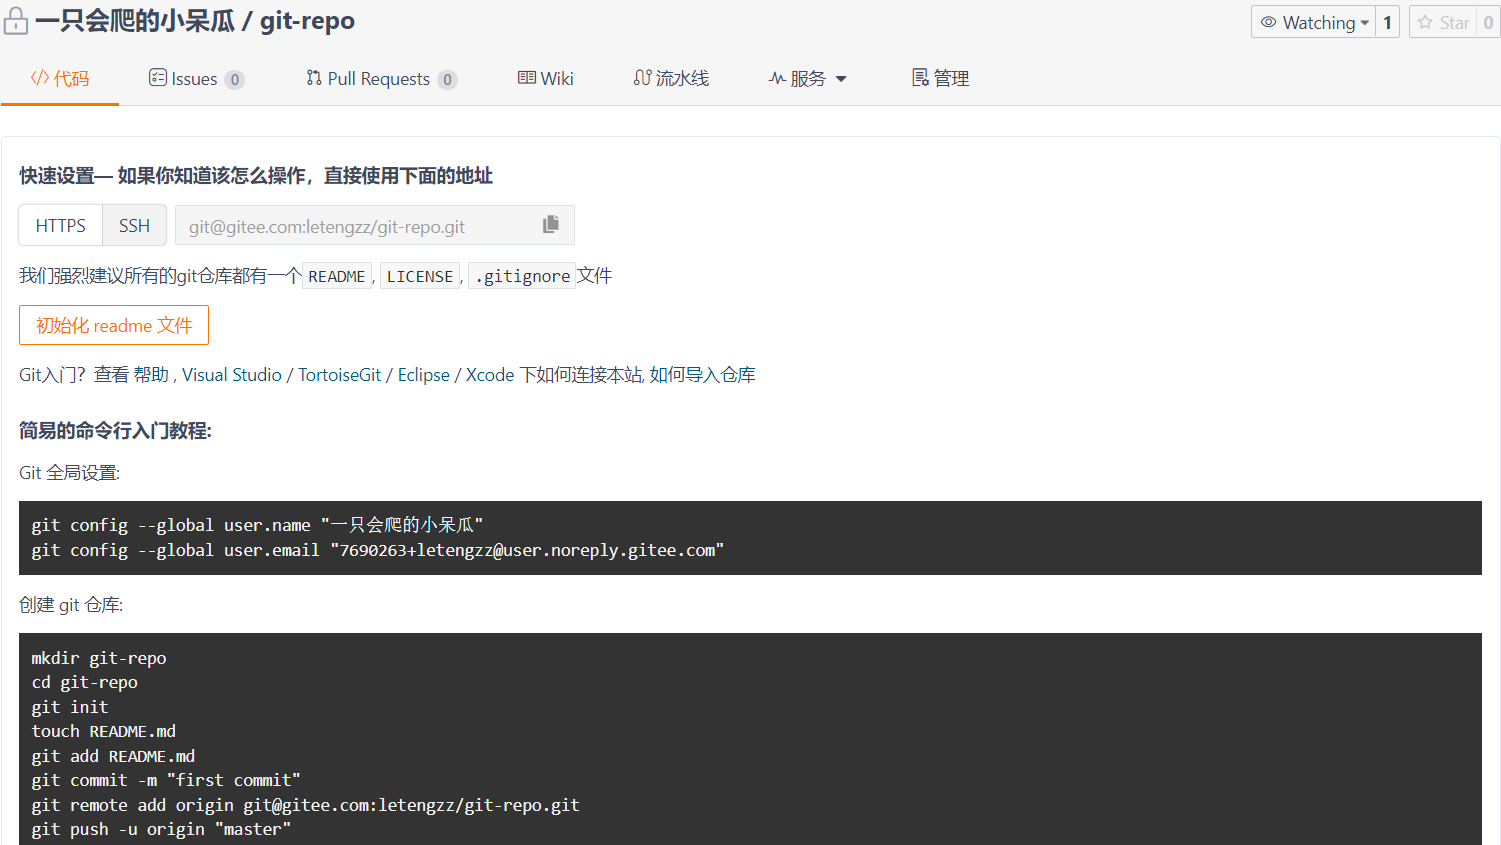 一只会爬的小呆瓜 / git-repo
Watching 1 Star 0
代码 Issues 0 Pull Requests 0 Wiki 流水线 服务 管理
快速设置— 如果你知道该怎么操作，直接使用下面的地址
HTTPS SSH git@gitee.com:letengzz/git-repo.git
我们强烈建议所有的git仓库都有一个 README , LICENSE , .gitignore 文件
初始化 readme 文件
Git入门？查看 帮助 , Visual Studio / TortoiseGit / Eclipse / Xcode 下如何连接本站, 如何导入仓库
简易的命令行入门教程:
Git 全局设置:
git config --global user.name "一只会爬的小呆瓜"
git config --global user.email "7690263+letengzz@user.noreply.gitee.com"
创建 git 仓库:
mkdir git-repo
cd git-repo
git init
touch README.md
git add README.md
git commit -m "first commit"
git remote add origin git@gitee.com:letengzz/git-repo.git
git push -u origin "master"